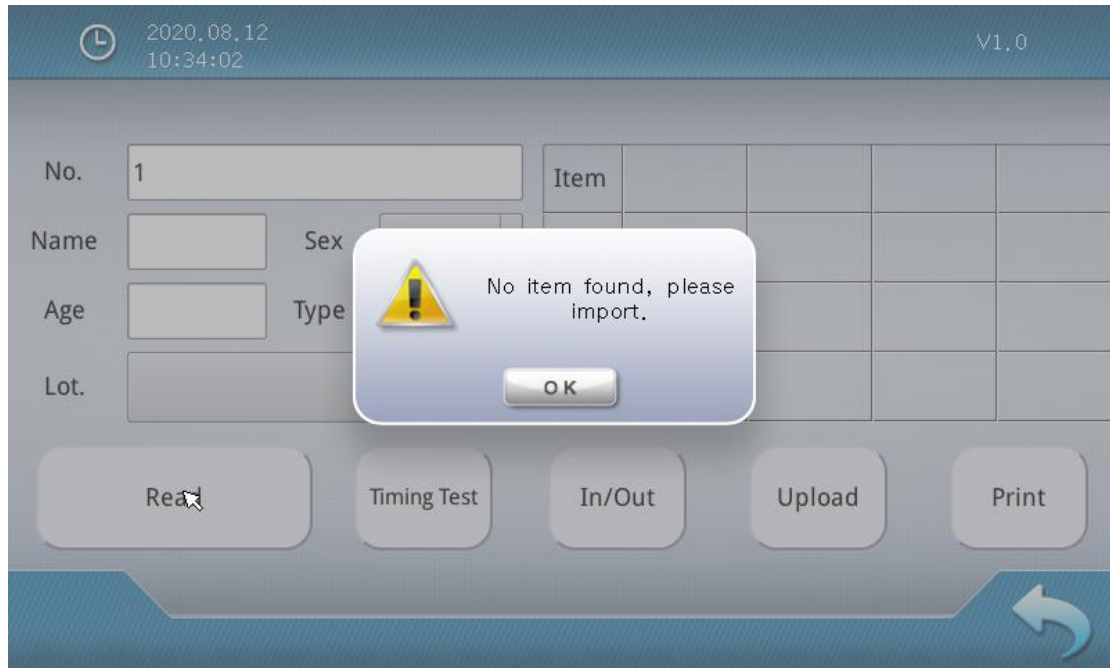 2020.08.12
10:34:02
V1.0
No.
1
Item
Name
Sex
Age
Type
Lot.
No item found, please
import.
OK
Read
Timing Test
In/Out
Upload
Print